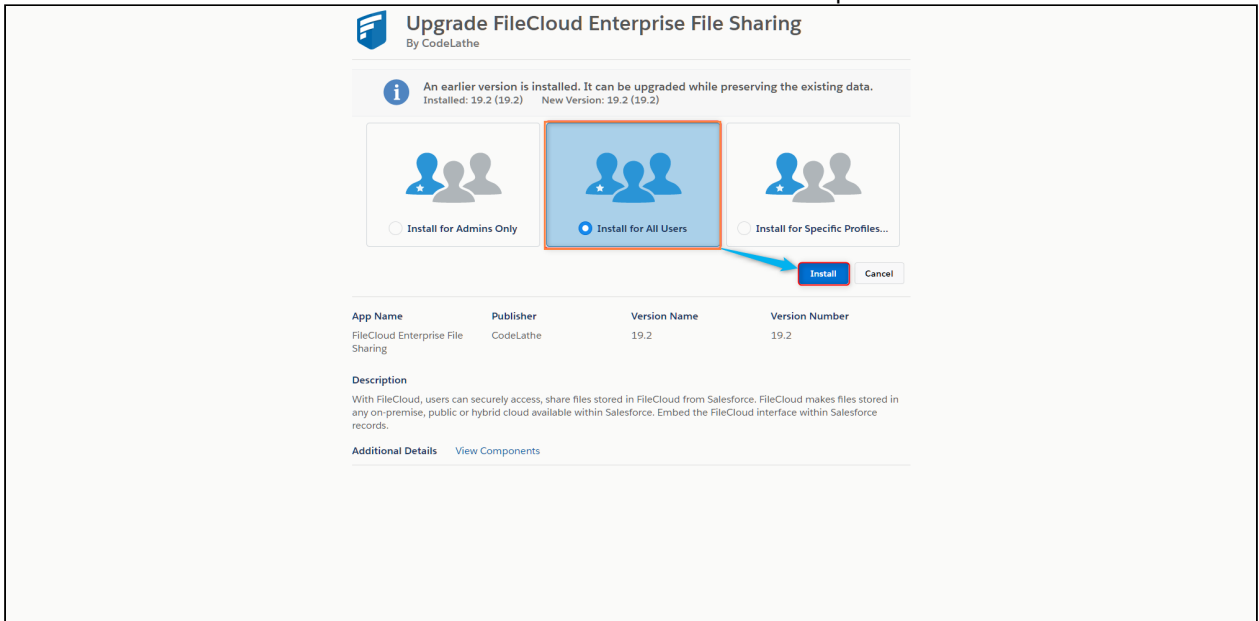 Upgrade FileCloud Enterprise File Sharing
By CodeLathe
An earlier version is installed. It can be upgraded while preserving the existing data.
Installed: 19.2 (19.2) New Version: 19.2 (19.2)
Install for Admins Only
Install for All Users
Install for Specific Profiles...
Install
Cancel
App Name Publisher Version Name Version Number
FileCloud Enterprise File Sharing CodeLathe 19.2 19.2
Description
With FileCloud, users can securely access, share files stored in FileCloud from Salesforce. FileCloud makes files stored in
any on-premise, public or hybrid cloud available within Salesforce. Embed the FileCloud interface within Salesforce
records.
Additional Details View Components